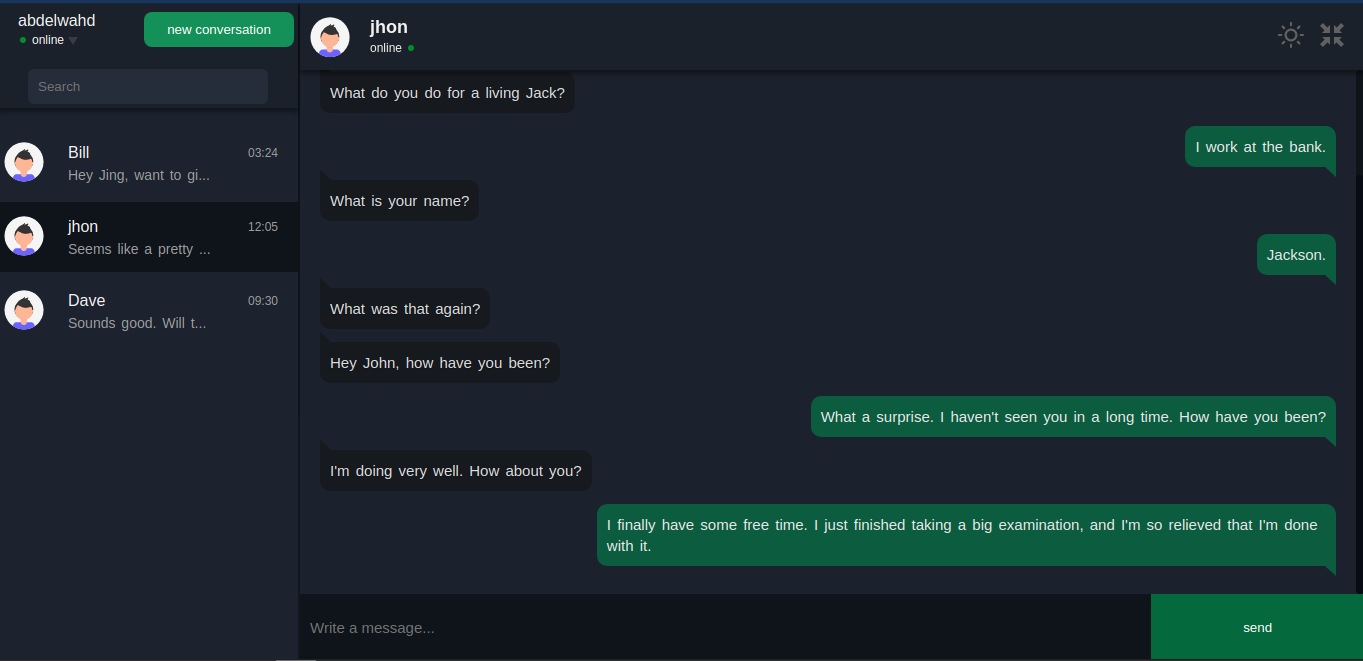 abdelwahd
online
new conversation
Search
Bill
03:24
Hey Jing, want to gi...
jhon
12:05
Seems like a pretty ...
Dave
09:30
Sounds good. Will t...
jhon
online
What do you do for a living Jack?
I work at the bank.
What is your name?
Jackson.
What was that again?
Hey John, how have you been?
What a surprise. I haven't seen you in a long time. How have you been?
I'm doing very well. How about you?
I finally have some free time. I just finished taking a big examination, and I'm so relieved that I'm done
with it.
Write a message...
send